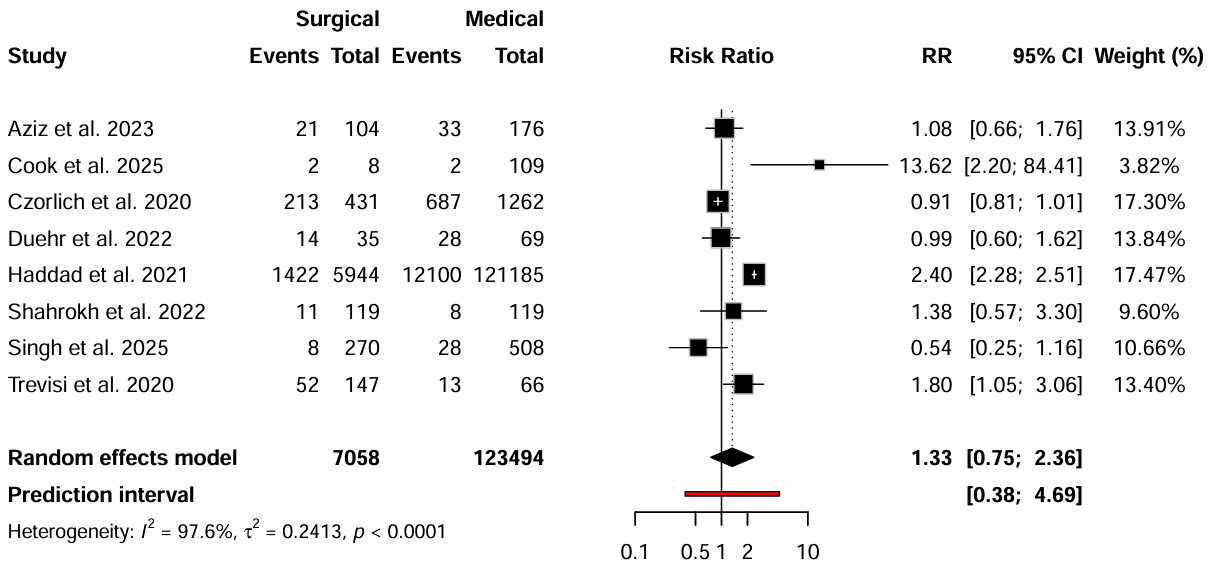 Surgical Medical
Study Events Total Events Total Risk Ratio RR 95% CI Weight (%)
Aziz et al. 2023 21 104 33 176 1.08 [0.66; 1.76] 13.91%
Cook et al. 2025 2 8 2 109 13.62 [2.20; 84.41] 3.82%
Czorlich et al. 2020 213 431 687 1262 0.91 [0.81; 1.01] 17.30%
Duehr et al. 2022 14 35 28 69 0.99 [0.60; 1.62] 13.84%
Haddad et al. 2021 1422 5944 12100 121185 2.40 [2.28; 2.51] 17.47%
Shahrokh et al. 2022 11 119 8 119 1.38 [0.57; 3.30] 9.60%
Singh et al. 2025 8 270 28 508 0.54 [0.25; 1.16] 10.66%
Trevisi et al. 2020 52 147 13 66 1.80 [1.05; 3.06] 13.40%
Random effects model 7058 123494 1.33 [0.75; 2.36]
Prediction interval [0.38; 4.69]
Heterogeneity: I² = 97.6%, τ² = 0.2413, p < 0.0001
0.1 0.5 1 2 10